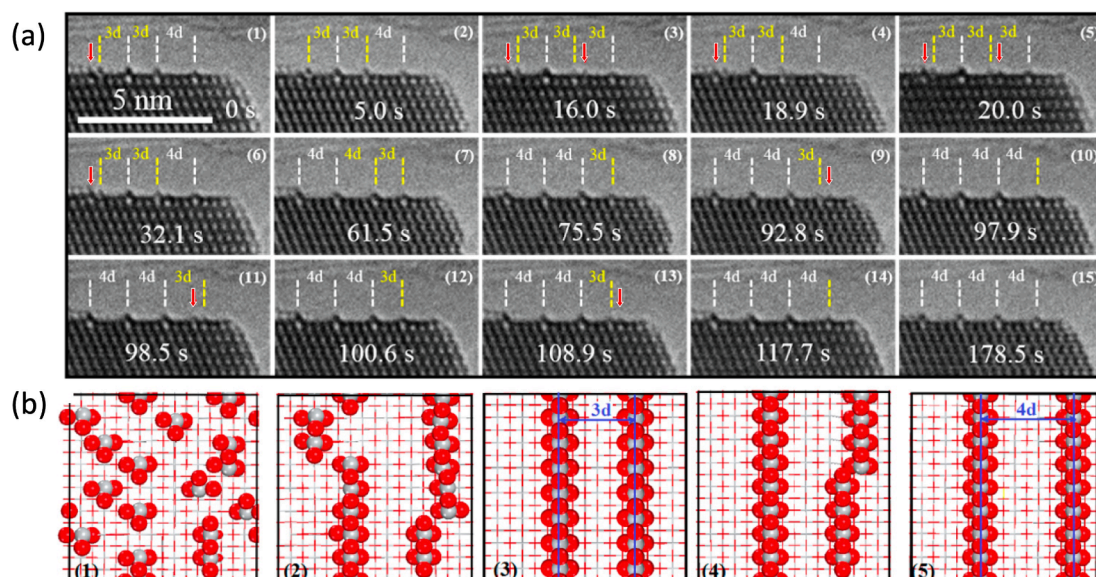 (a)
3d 3d 4d (1)
5 nm
0 s
3d 3d 4d (2)
5.0 s
3d 3d 3d (3)
16.0 s
3d 3d 4d (4)
18.9 s
3d 3d 3d (5)
20.0 s
3d 3d 4d (6)
32.1 s
4d 4d 3d (7)
61.5 s
4d 4d 3d (8)
75.5 s
4d 4d 3d (9)
92.8 s
4d 4d 4d (10)
97.9 s
4d 4d 3d (11)
98.5 s
4d 4d 3d (12)
100.6 s
4d 4d 3d (13)
108.9 s
4d 4d 4d (14)
117.7 s
4d 4d 4d (15)
178.5 s
(b)
(1)
(2)
3d
(3)
(4)
4d
(5)